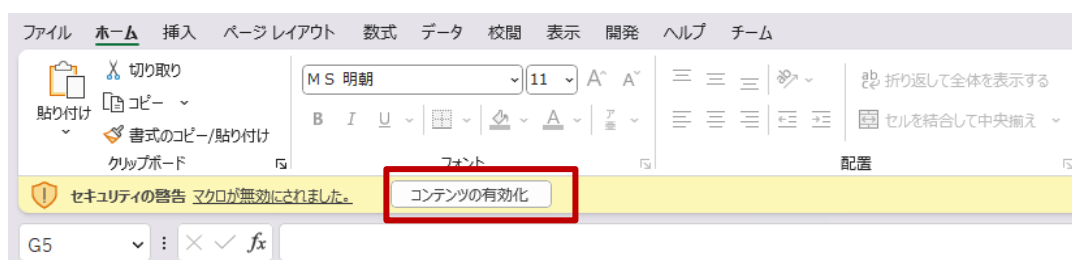 ファイル ホーム 挿入 ページ レイアウト 数式 データ 校閲 表示 開発 ヘルプ チーム
切り取り
コピー
書式のコピー/貼り付け
貼り付け
クリップボード
MS 明朝 11 A A
B I U A ア 亜
フォント
ab 折り返して全体を表示する
セルを結合して中央揃え
配置
セキュリティの警告 マクロが無効にされました。 コンテンツの有効化
G5 fx